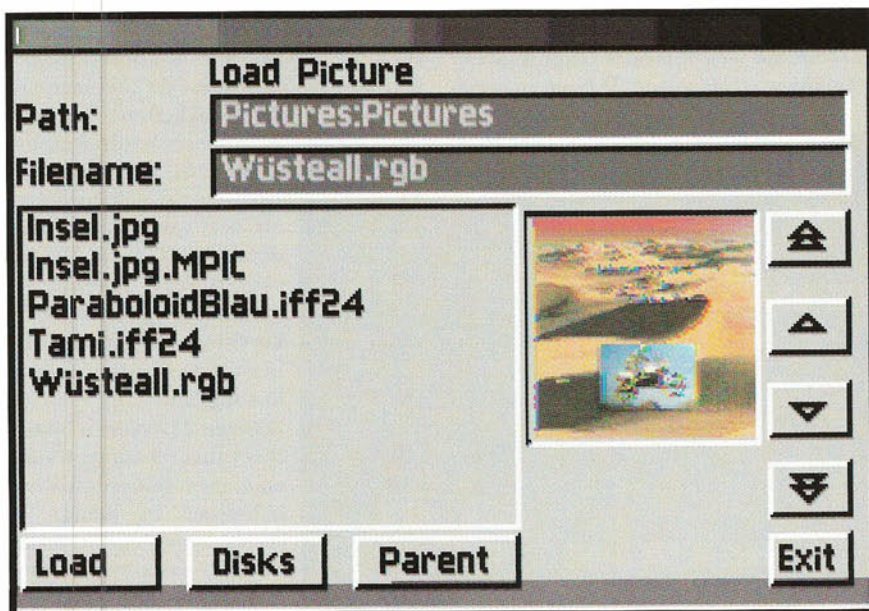 Load Picture
Path: Pictures:Pictures
Filename: Wüsteall.rgb
Insel.jpg
Insel.jpg.MPIC
ParaboloidBlau.iff24
Tami.iff24
Wüsteall.rgb
Load Disks Parent Exit